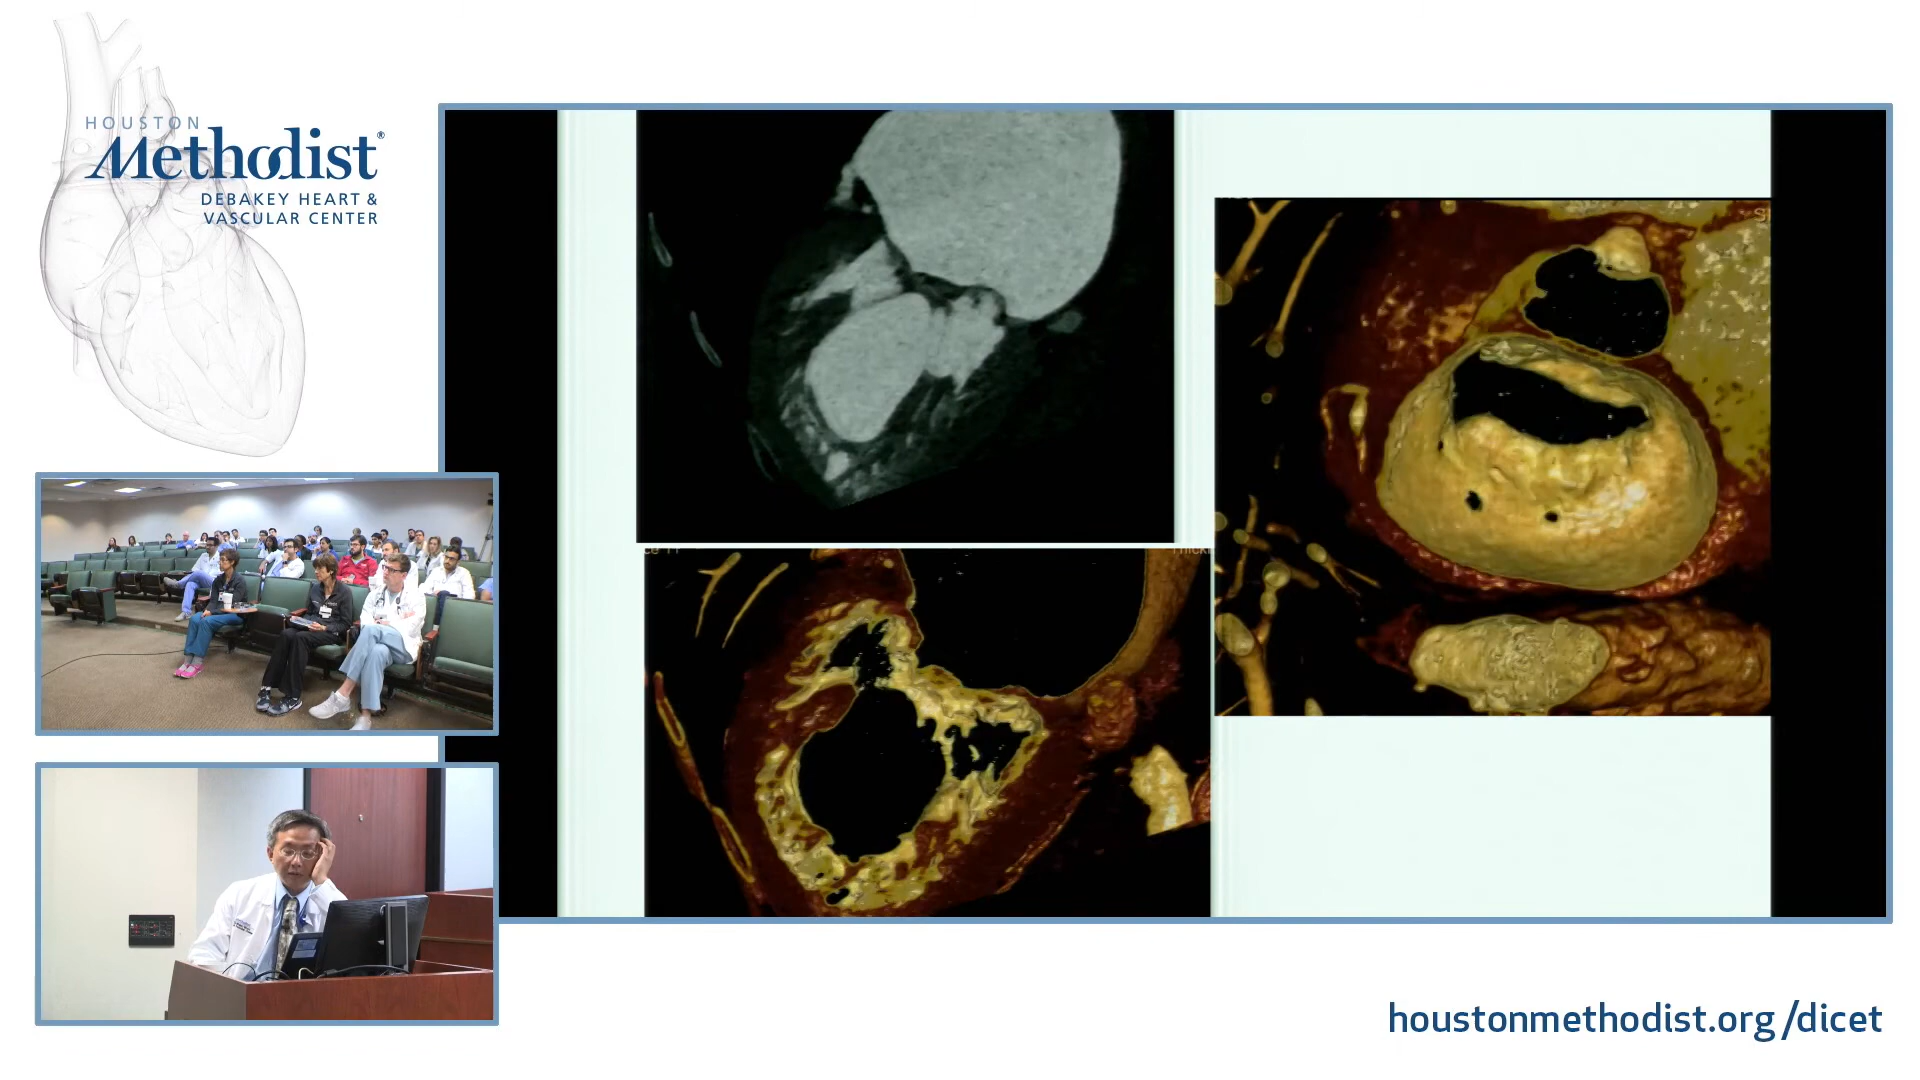 HOUSTON
Methodist®
DEBAKEY HEART &
VASCULAR CENTER
houstonmethodist.org/dicet